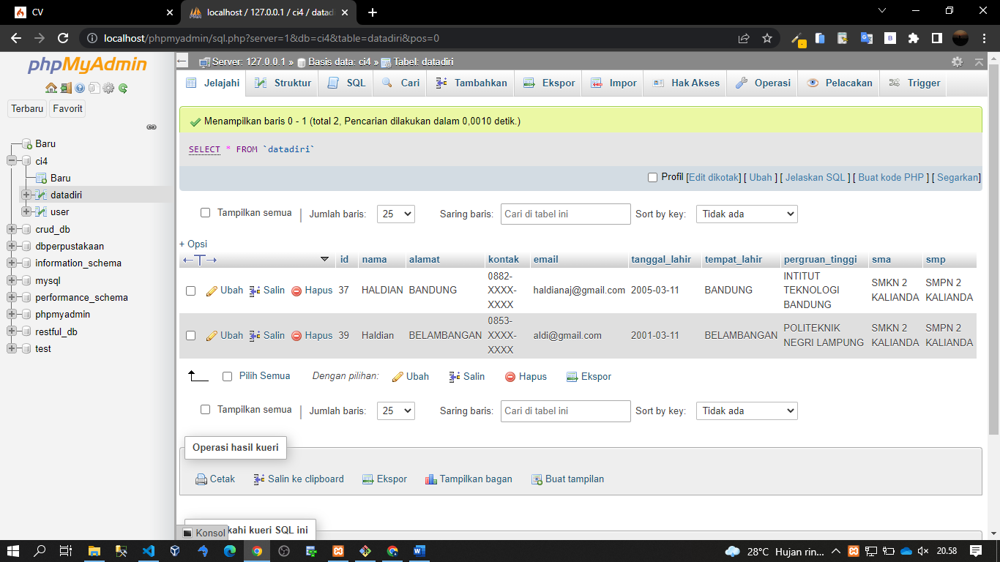 CV
localhost / 127.0.0.1 / ci4 / datadi
localhost/phpmyadmin/sql.php?server=1&db=ci4&table=datadiri&pos=0
phpMyAdmin
Terbaru Favorit
Baru
ci4
Baru
datadiri
user
crud_db
dbperpustakaan
information_schema
mysql
performance_schema
phpmyadmin
restful_db
test
Server: 127.0.0.1 » Basis data: ci4 » Tabel: datadiri
Jelajahi Struktur SQL Cari Tambahkan Ekspor Impor Hak Akses Operasi Pelacakan Trigger
Menampilkan baris 0 - 1 (total 2, Pencarian dilakukan dalam 0,0010 detik.)
SELECT * FROM `datadiri`
Profil [Edit dikotak] [ Ubah ] [ Jelaskan SQL ] [ Buat kode PHP ] [ Segarkan]
Tampilkan semua | Jumlah baris: 25 Saring baris: Cari di tabel ini Sort by key: Tidak ada
+ Opsi
←T→ id nama alamat kontak email tanggal_lahir tempat_lahir pergruan_tinggi sma smp
Ubah Salin Hapus 37 HALDIAN BANDUNG 0882-XXXX-XXXX haldianaj@gmail.com 2005-03-11 BANDUNG INTITUT TEKNOLOGI BANDUNG SMKN 2 KALIANDA SMPN 2 KALIANDA
Ubah Salin Hapus 39 Haldian BELAMBANGAN 0853-XXXX-XXXX aldi@gmail.com 2001-03-11 BELAMBANGAN POLITEKNIK NEGRI LAMPUNG SMKN 2 KALIANDA SMPN 2 KALIANDA
Pilih Semua Dengan pilihan: Ubah Salin Hapus Ekspor
Tampilkan semua | Jumlah baris: 25 Saring baris: Cari di tabel ini Sort by key: Tidak ada
Operasi hasil kueri
Cetak Salin ke clipboard Ekspor Tampilkan bagan Buat tampilan
kahi kueri SQL ini
Konsol
28°C Hujan rin... 20.58